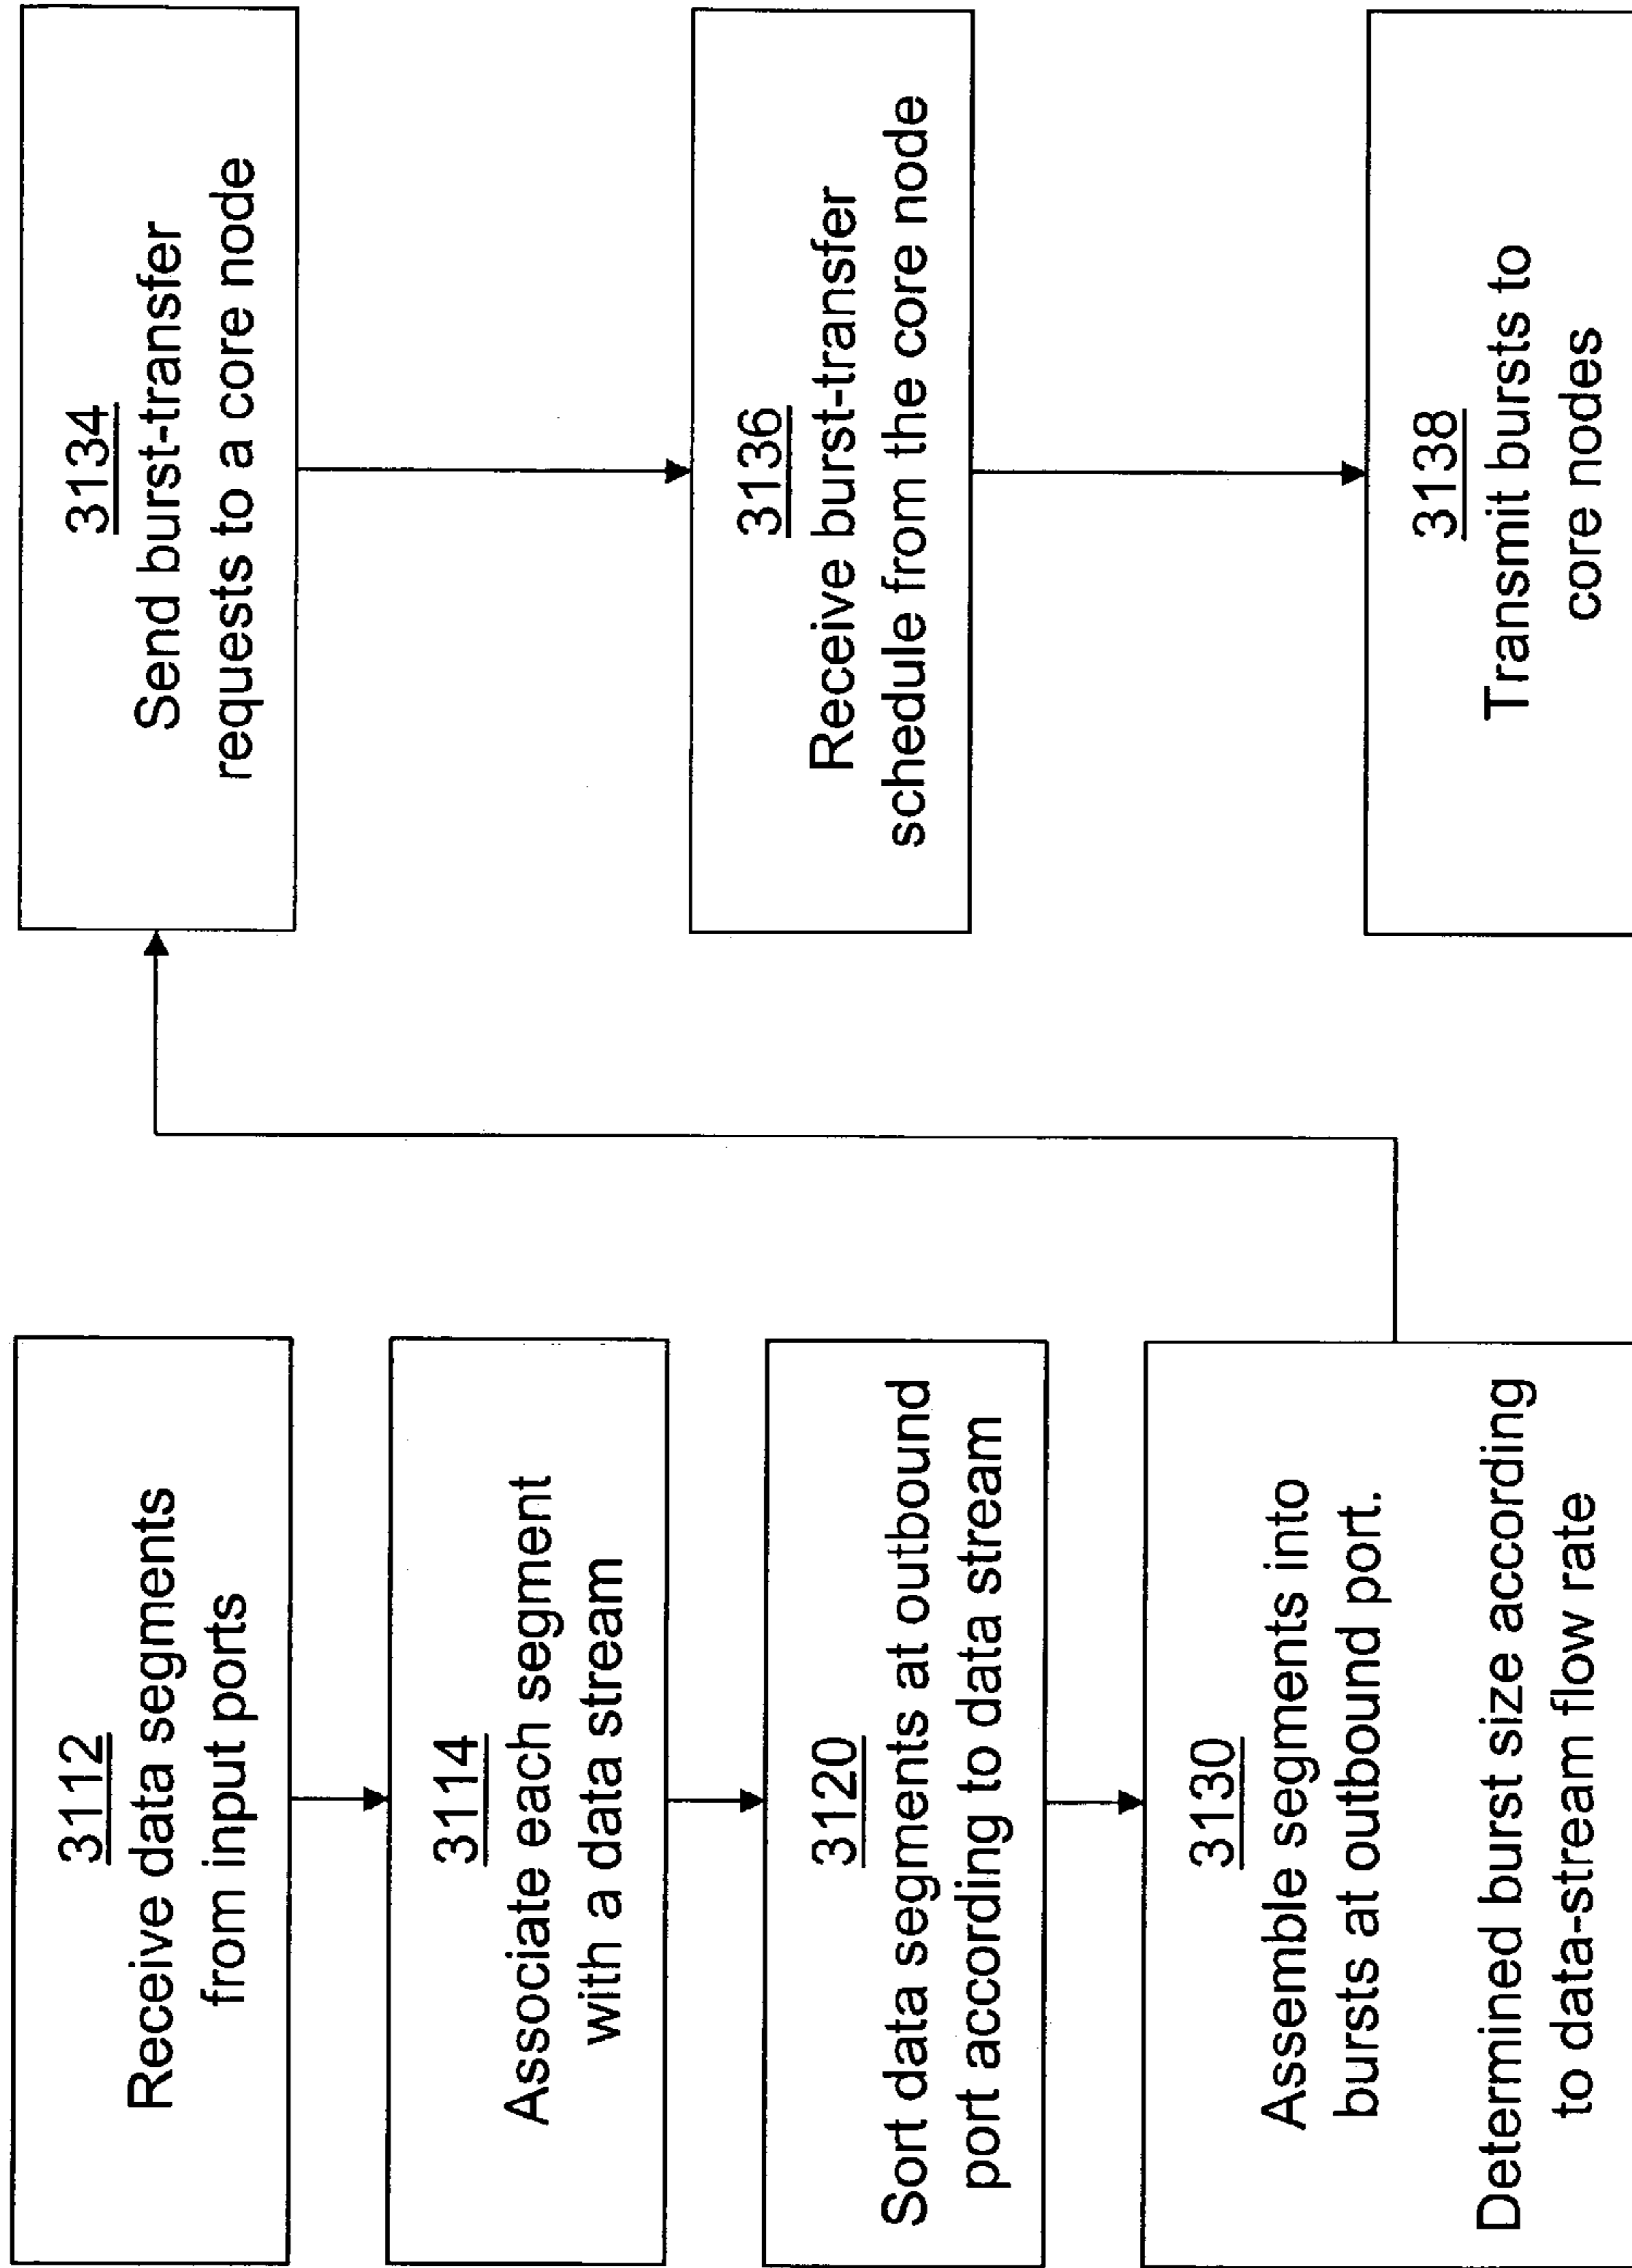 3112
Receive data segments
from input ports
3114
Associate each segment
with a data stream
3120
Sort data segments at outbound
port according to data stream
3130
Assemble segments into
bursts at outbound port.
Determined burst size according
to data-stream flow rate
3134
Send burst-transfer
requests to a core node
3136
Receive burst-transfer
schedule from the core node
3138
Transmit bursts to
core nodes